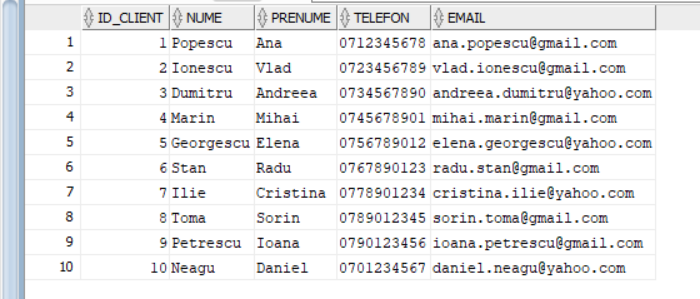 ID_CLIENT NUME PRENUME TELEFON EMAIL
1 1 Popescu Ana 0712345678 ana.popescu@gmail.com
2 2 Ionescu Vlad 0723456789 vlad.ionescu@gmail.com
3 3 Dumitru Andreea 0734567890 andreea.dumitru@yahoo.com
4 4 Marin Mihai 0745678901 mihai.marin@gmail.com
5 5 Georgescu Elena 0756789012 elena.georgescu@yahoo.com
6 6 Stan Radu 0767890123 radu.stan@gmail.com
7 7 Ilie Cristina 0778901234 cristina.ilie@yahoo.com
8 8 Toma Sorin 0789012345 sorin.toma@gmail.com
9 9 Petrescu Ioana 0790123456 ioana.petrescu@gmail.com
10 10 Neagu Daniel 0701234567 daniel.neagu@yahoo.com